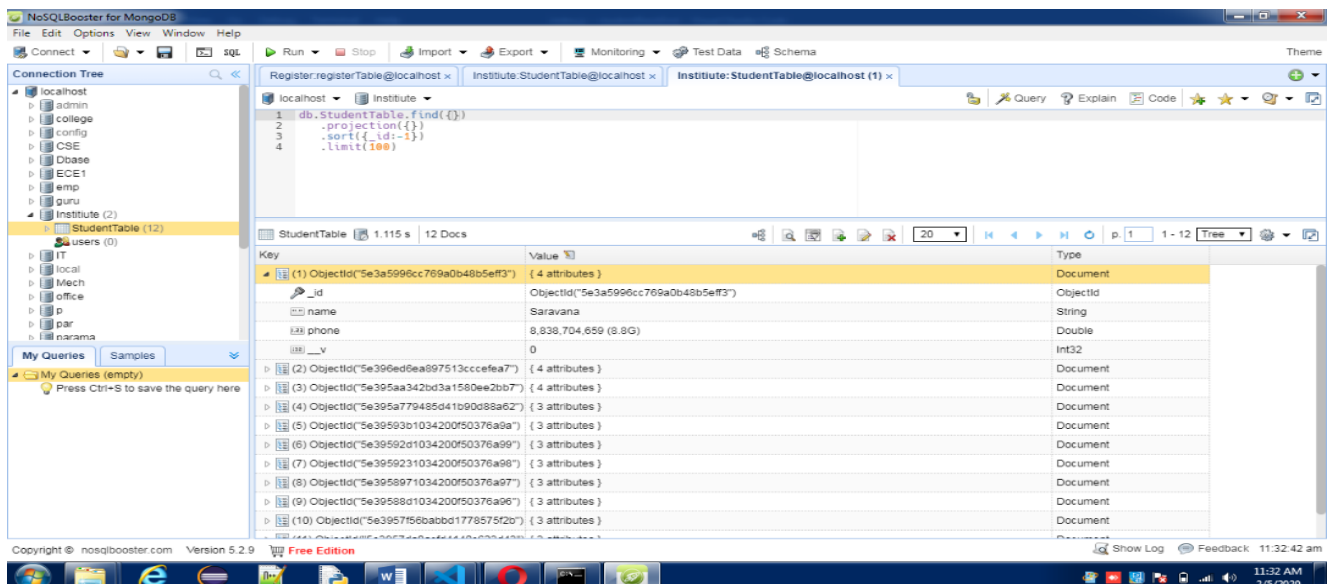 NoSQLBooster for MongoDB
File Edit Options View Window Help
Connect SQL Run Stop Import Export Monitoring Test Data Schema Theme
Connection Tree
localhost
admin
college
config
CSE
Dbase
ECE1
emp
guru
Institiute (2)
StudentTable (12)
users (0)
IT
local
Mech
office
p
par
parama
My Queries Samples
My Queries (empty)
Press Ctrl+S to save the query here
Register:registerTable@localhost × Institiute:StudentTable@localhost × Institiute:StudentTable@localhost (1) ×
localhost Institiute Query Explain Code
1 db.StudentTable.find({})
2 .projection({})
3 .sort({_id:-1})
4 .limit(100)
StudentTable 1.115 s 12 Docs 20 p. 1 1 - 12 Tree
Key Value Type
(1) ObjectId("5e3a5996cc769a0b48b5eff3") { 4 attributes } Document
_id ObjectId("5e3a5996cc769a0b48b5eff3") ObjectId
name Saravana String
phone 8,838,704,659 (8.8G) Double
__v 0 Int32
(2) ObjectId("5e396ed6ea897513cccefea7") { 4 attributes } Document
(3) ObjectId("5e395aa342bd3a1580ee2bb7") { 4 attributes } Document
(4) ObjectId("5e395a779485d41b90d88a62") { 3 attributes } Document
(5) ObjectId("5e39593b1034200f50376a9a") { 3 attributes } Document
(6) ObjectId("5e39592d1034200f50376a99") { 3 attributes } Document
(7) ObjectId("5e3959231034200f50376a98") { 3 attributes } Document
(8) ObjectId("5e3958971034200f50376a97") { 3 attributes } Document
(9) ObjectId("5e39588d1034200f50376a96") { 3 attributes } Document
(10) ObjectId("5e3957f56babbd1778575f2b") { 3 attributes } Document
Copyright © nosqlbooster.com Version 5.2.9 Free Edition Show Log Feedback 11:32:42 am
11:32 AM
2/5/2020